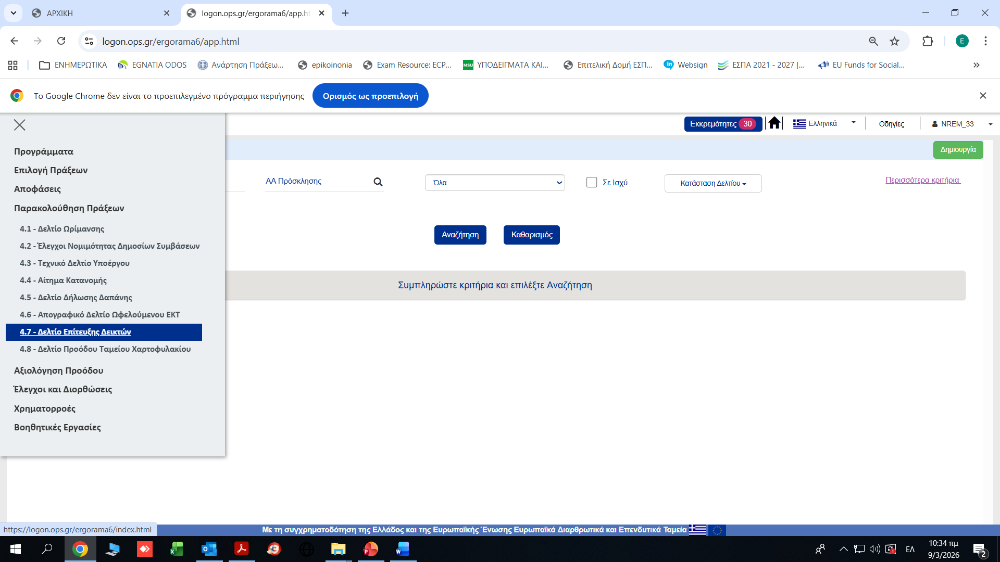 ΑΡΧΙΚΗ
logon.ops.gr/ergorama6/app.ht
logon.ops.gr/ergorama6/app.html
E
ΕΝΗΜΕΡΩΤΙΚΑ
EGNATIA ODOS
Ανάρτηση Πράξεω...
epikoinonia
Exam Resource: ECP...
MSU
ΥΠΟΔΕΙΓΜΑΤΑ ΚΑΙ...
Επιτελική Δομή ΕΣΠ...
in
Websign
ΕΣΠΑ 2021 - 2027 |...
EU Funds for Social...
Το Google Chrome δεν είναι το προεπιλεγμένο πρόγραμμα περιήγησης
Ορισμός ως προεπιλογή
Εκκρεμότητες 30
Ελληνικά
Οδηγίες
NREM_33
Δημιουργία
Προγράμματα
Επιλογή Πράξεων
Αποφάσεις
Παρακολούθηση Πράξεων
4.1 - Δελτίο Ωρίμανσης
4.2 - Έλεγχοι Νομιμότητας Δημοσίων Συμβάσεων
4.3 - Τεχνικό Δελτίο Υποέργου
4.4 - Αίτημα Κατανομής
4.5 - Δελτίο Δήλωσης Δαπάνης
4.6 - Απογραφικό Δελτίο Ωφελούμενου ΕΚΤ
4.7 - Δελτίο Επίτευξης Δεικτών
4.8 - Δελτίο Προόδου Ταμείου Χαρτοφυλακίου
Αξιολόγηση Προόδου
Έλεγχοι και Διορθώσεις
Χρηματορροές
Βοηθητικές Εργασίες
ΑΑ Πρόσκλησης
Όλα
Σε Ισχύ
Κατάσταση Δελτίου
Περισσότερα κριτήρια
Αναζήτηση
Καθαρισμός
Συμπληρώστε κριτήρια και επιλέξτε Αναζήτηση
https://logon.ops.gr/ergorama6/index.html
Με τη συγχρηματοδότηση της Ελλάδος και της Ευρωπαϊκής Ένωσης Ευρωπαϊκά Διαρθρωτικά και Επενδυτικά Ταμεία
ΕΛ
10:34 πμ
9/3/2026
2